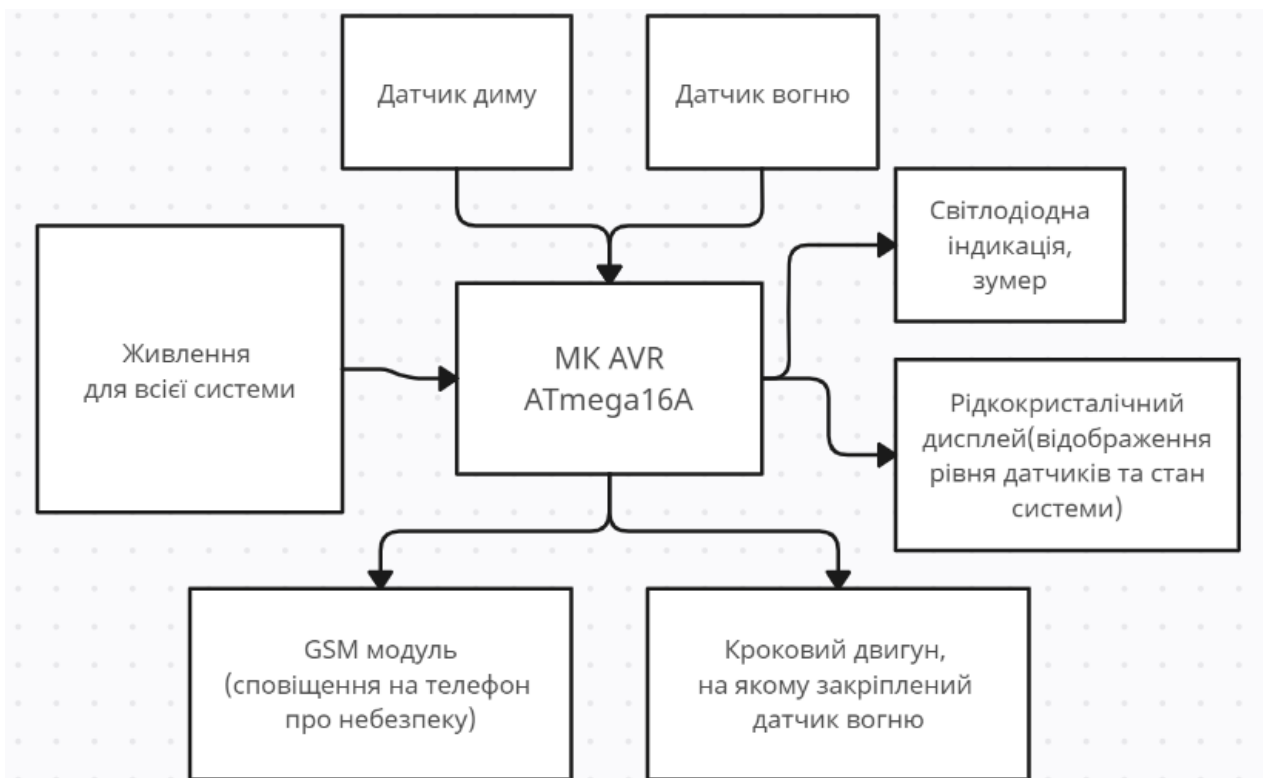 Датчик диму
Датчик вогню
Світлодіодна
індикація,
зумер
Живлення
для всієї системи
МК AVR
ATmega16A
Рідкокристалічний
дисплей(відображення
рівня датчиків та стан
системи)
GSM модуль
(сповіщення на телефон
про небезпеку)
Кроковий двигун,
на якому закріплений
датчик вогню